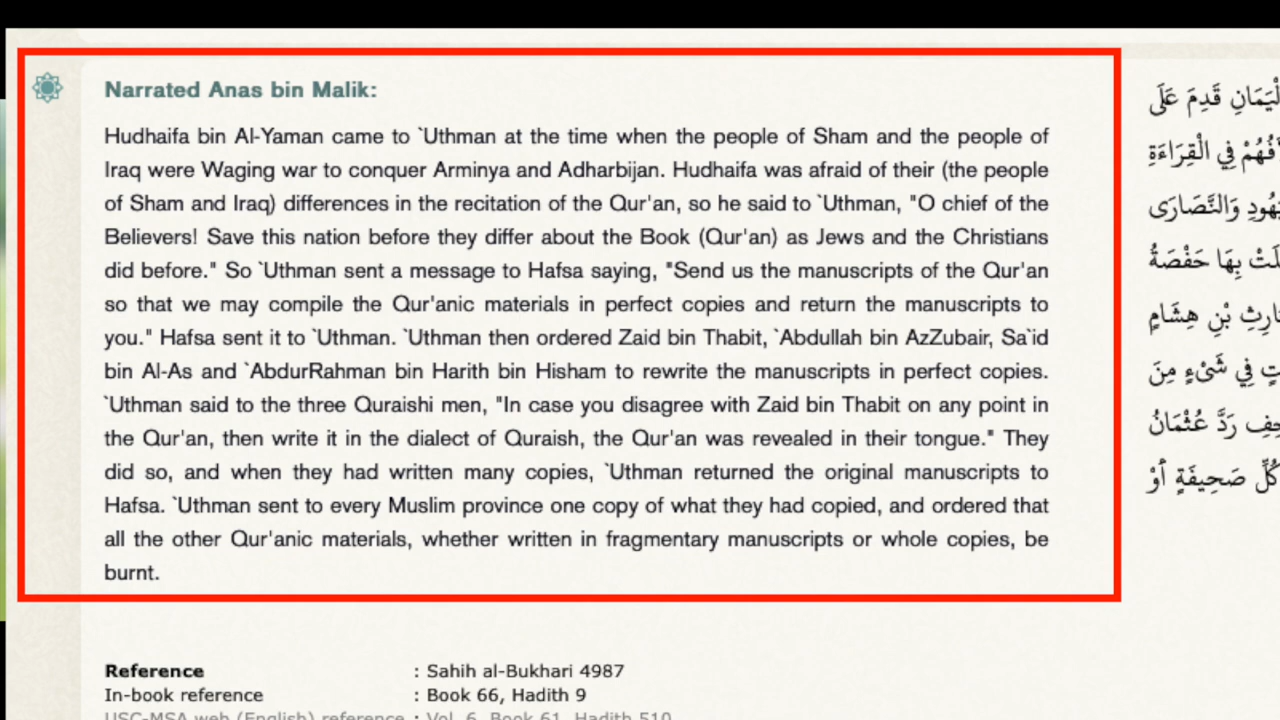 Narrated Anas bin Malik:
Hudhaifa bin Al-Yaman came to `Uthman at the time when the people of Sham and the people of
Iraq were Waging war to conquer Arminya and Adharbijan. Hudhaifa was afraid of their (the people
of Sham and Iraq) differences in the recitation of the Qur'an, so he said to `Uthman, "O chief of the
Believers! Save this nation before they differ about the Book (Qur'an) as Jews and the Christians
did before." So `Uthman sent a message to Hafsa saying, "Send us the manuscripts of the Qur'an
so that we may compile the Qur'anic materials in perfect copies and return the manuscripts to
you." Hafsa sent it to `Uthman. `Uthman then ordered Zaid bin Thabit, `Abdullah bin AzZubair, Sa`id
bin Al-As and `AbdurRahman bin Harith bin Hisham to rewrite the manuscripts in perfect copies.
`Uthman said to the three Quraishi men, "In case you disagree with Zaid bin Thabit on any point in
the Qur'an, then write it in the dialect of Quraish, the Qur'an was revealed in their tongue." They
did so, and when they had written many copies, `Uthman returned the original manuscripts to
Hafsa. `Uthman sent to every Muslim province one copy of what they had copied, and ordered that
all the other Qur'anic materials, whether written in fragmentary manuscripts or whole copies, be
burnt.
قَدِمَ عَلَى
فِي الْقِرَاءَةِ
وَالنَّصَارَى
بِهَا حَفْصَةُ
بْنِ هِشَامٍ
فِي شَىْءٍ مِنَ
رَدَّ عُثْمَانُ
كُلِّ صَحِيفَةٍ أَوْ
Reference : Sahih al-Bukhari 4987
In-book reference : Book 66, Hadith 9
USC-MSA web (English) reference : Vol. 6, Book 61, Hadith 510